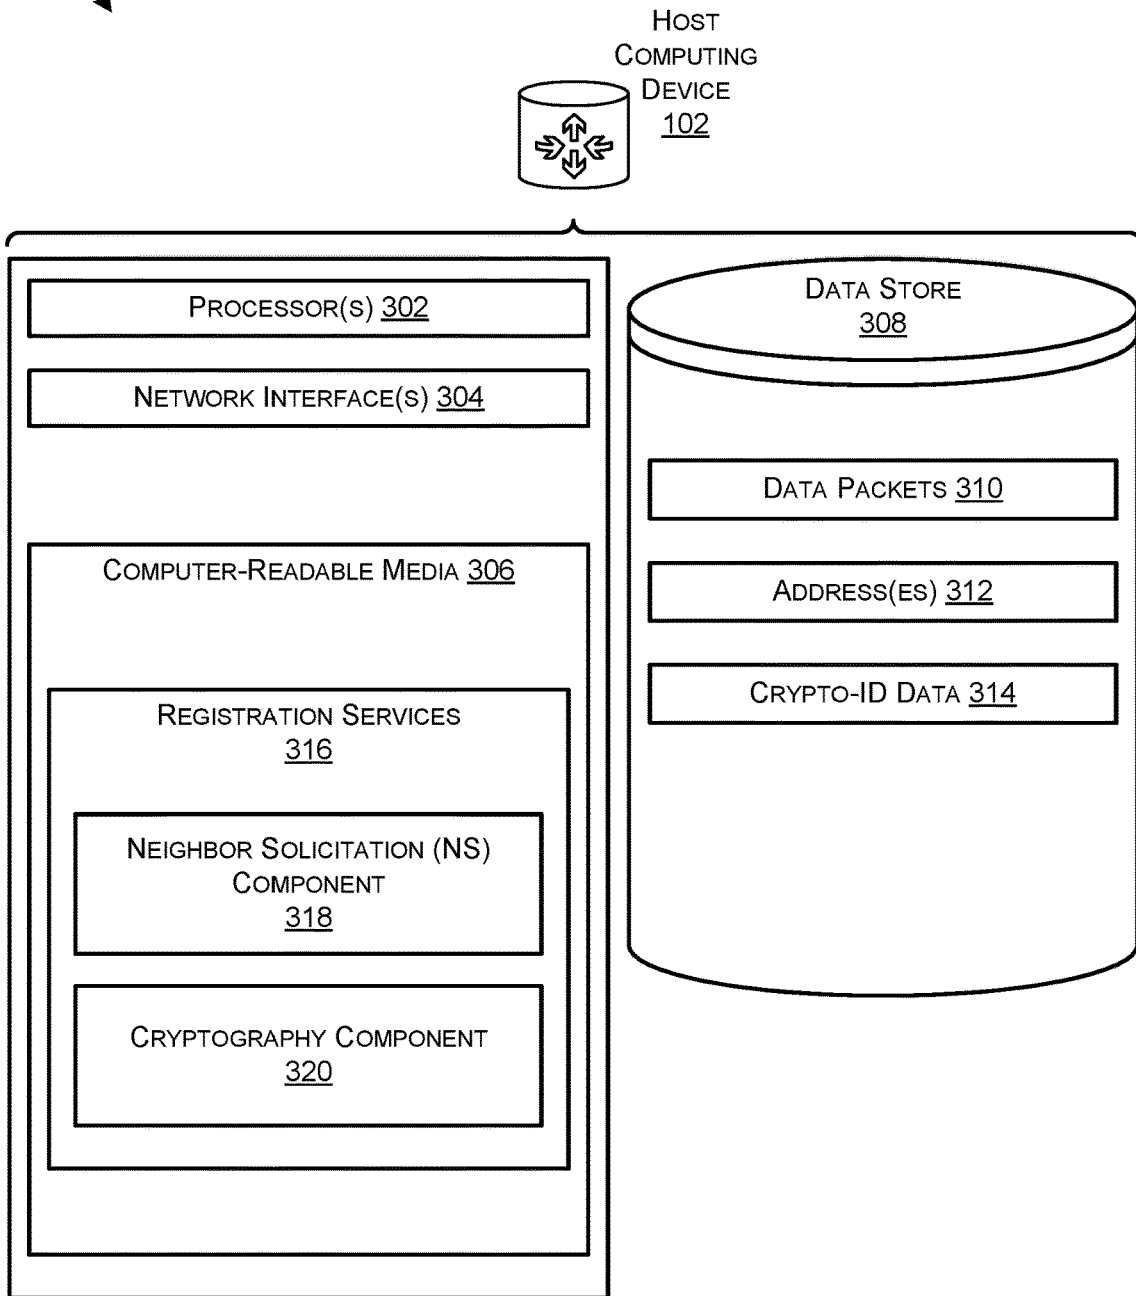 HOST
COMPUTING
DEVICE
102
PROCESSOR(S) 302
NETWORK INTERFACE(S) 304
COMPUTER-READABLE MEDIA 306
REGISTRATION SERVICES
316
NEIGHBOR SOLICITATION (NS)
COMPONENT
318
CRYPTOGRAPHY COMPONENT
320
DATA STORE
308
DATA PACKETS 310
ADDRESS(ES) 312
CRYPTO-ID DATA 314